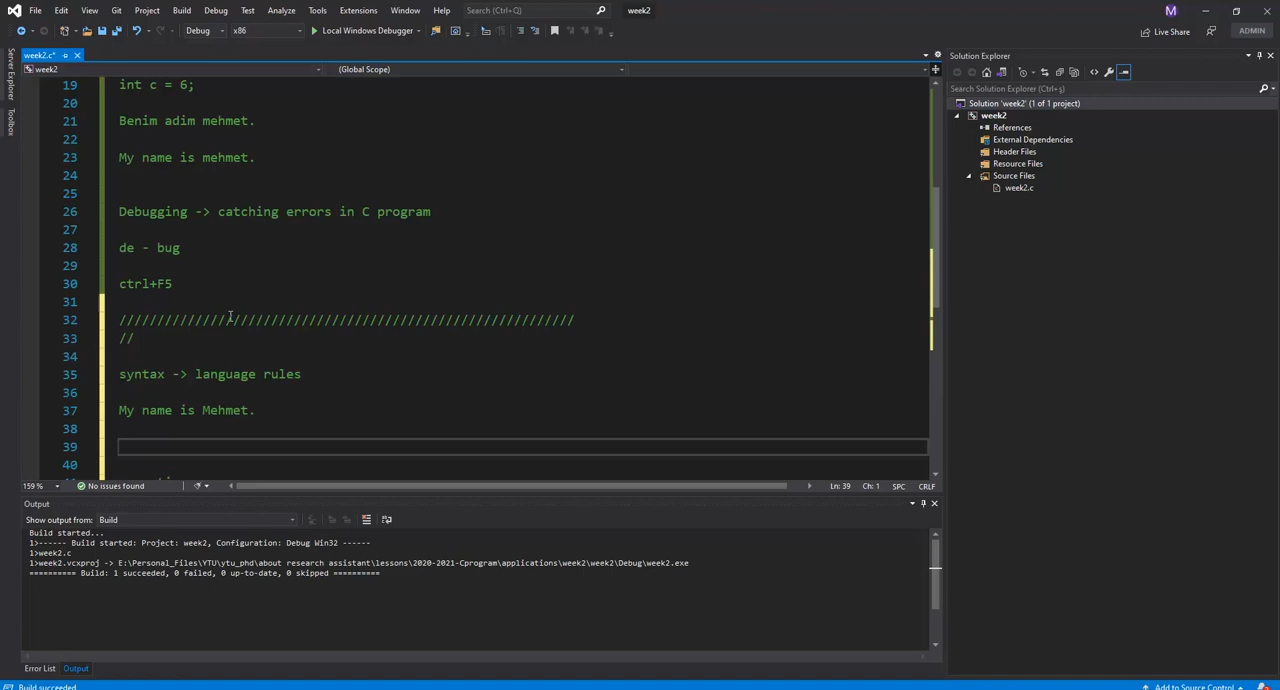 File Edit View Git Project Build Debug Test Analyze Tools Extensions Window Help Search (Ctrl+Q) week2 M
Debug x86 Local Windows Debugger Live Share ADMIN
week2.c*
week2 (Global Scope)
Server Explorer
Toolbox
19 int c = 6;
20
21 Benim adim mehmet.
22
23 My name is mehmet.
24
25
26 Debugging -> catching errors in C program
27
28 de - bug
29
30 ctrl+F5
31
32 ////////////////////////////////////////////////////////////
33 //
34
35 syntax -> language rules
36
37 My name is Mehmet.
38
39
40
159 % No issues found Ln: 39 Ch: 1 SPC CRLF
Output
Show output from: Build
Build started...
1>------ Build started: Project: week2, Configuration: Debug Win32 ------
1>week2.c
1>week2.vcxproj -> E:\Personal_Files\YTU\ytu_phd\about research assistant\lessons\2020-2021-Cprogram\applications\week2\week2\Debug\week2.exe
========== Build: 1 succeeded, 0 failed, 0 up-to-date, 0 skipped ==========
Error List Output
Build succeeded Add to Source Control
Solution Explorer
Search Solution Explorer (Ctrl+ş)
Solution 'week2' (1 of 1 project)
week2
References
External Dependencies
Header Files
Resource Files
Source Files
week2.c